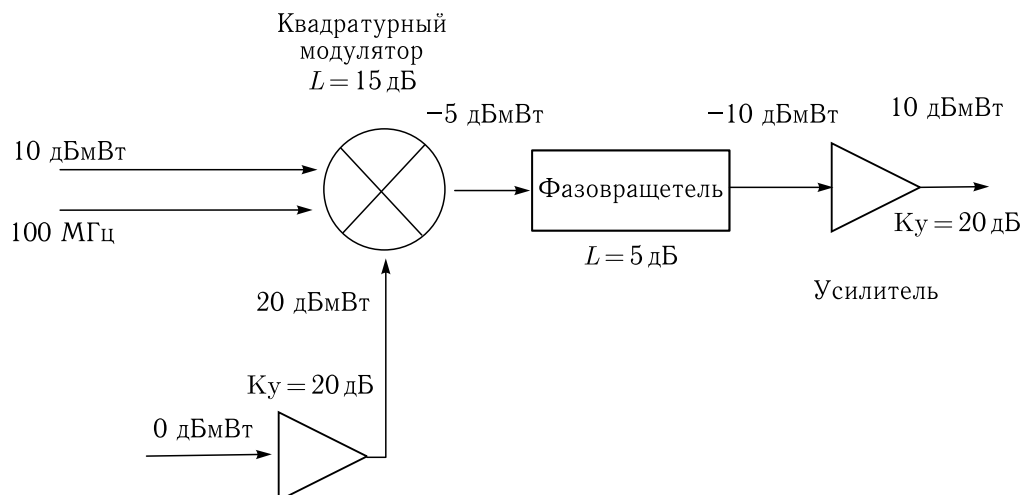 Квадратурный
модулятор
L = 15 дБ
−5 дБмВт
−10 дБмВт
10 дБмВт
10 дБмВт
100 МГц
Фазовращетель
L = 5 дБ
Ку = 20 дБ
Усилитель
20 дБмВт
Ку = 20 дБ
0 дБмВт